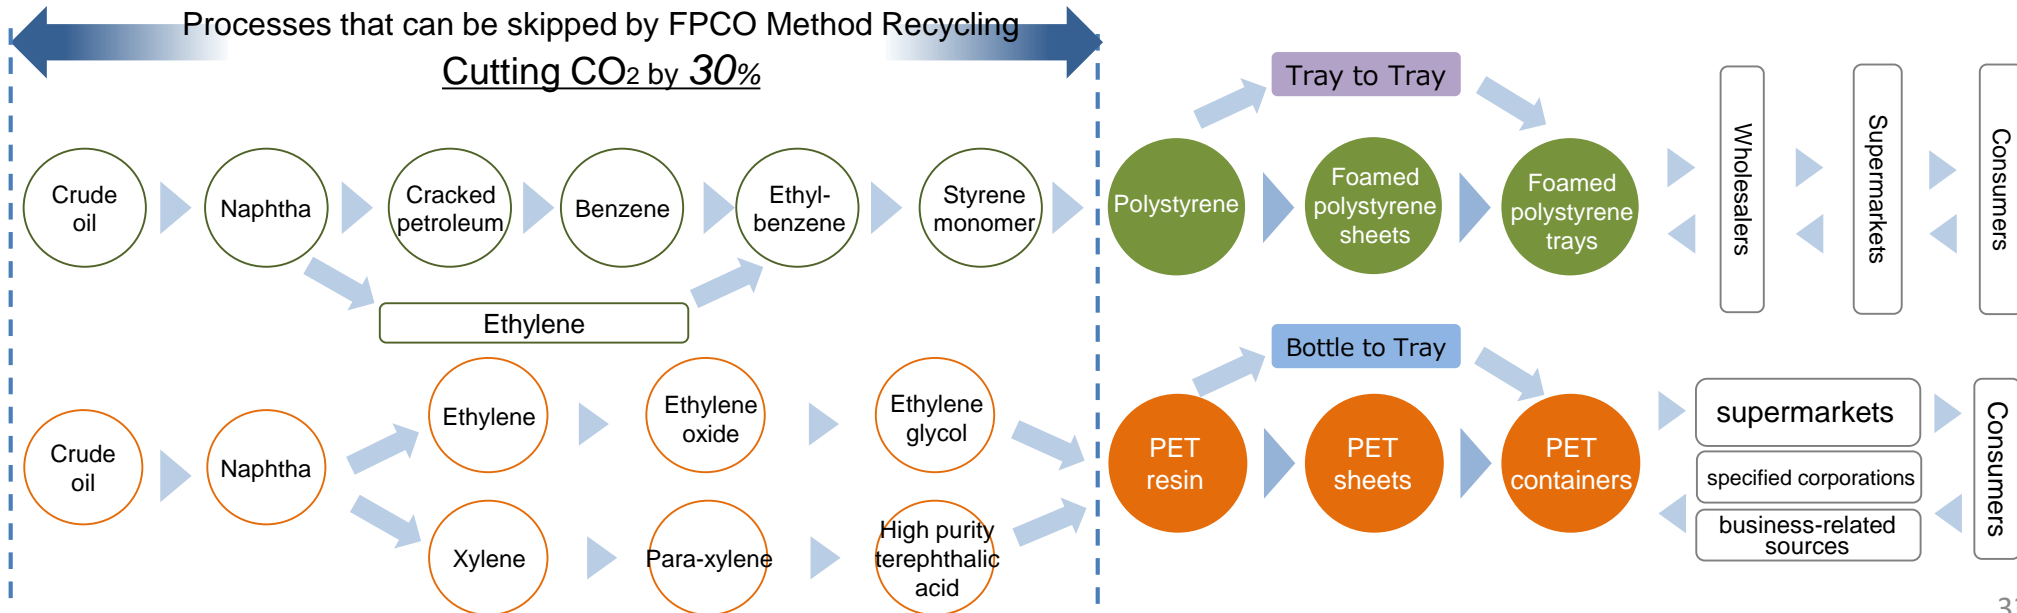 Processes that can be skipped by FPCO Method Recycling
Cutting CO2 by 30%
Tray to Tray
Crude
oil
Naphtha
Cracked
petroleum
Benzene
Ethyl-
benzene
Styrene
monomer
Polystyrene
Foamed
polystyrene
sheets
Foamed
polystyrene
trays
Wholesalers
Supermarkets
Consumers
Ethylene
Bottle to Tray
Crude
oil
Naphtha
Ethylene
Ethylene
oxide
Ethylene
glycol
Xylene
Para-xylene
High purity
terephthalic
acid
PET
resin
PET
sheets
PET
containers
supermarkets
specified corporations
business-related
sources
Consumers